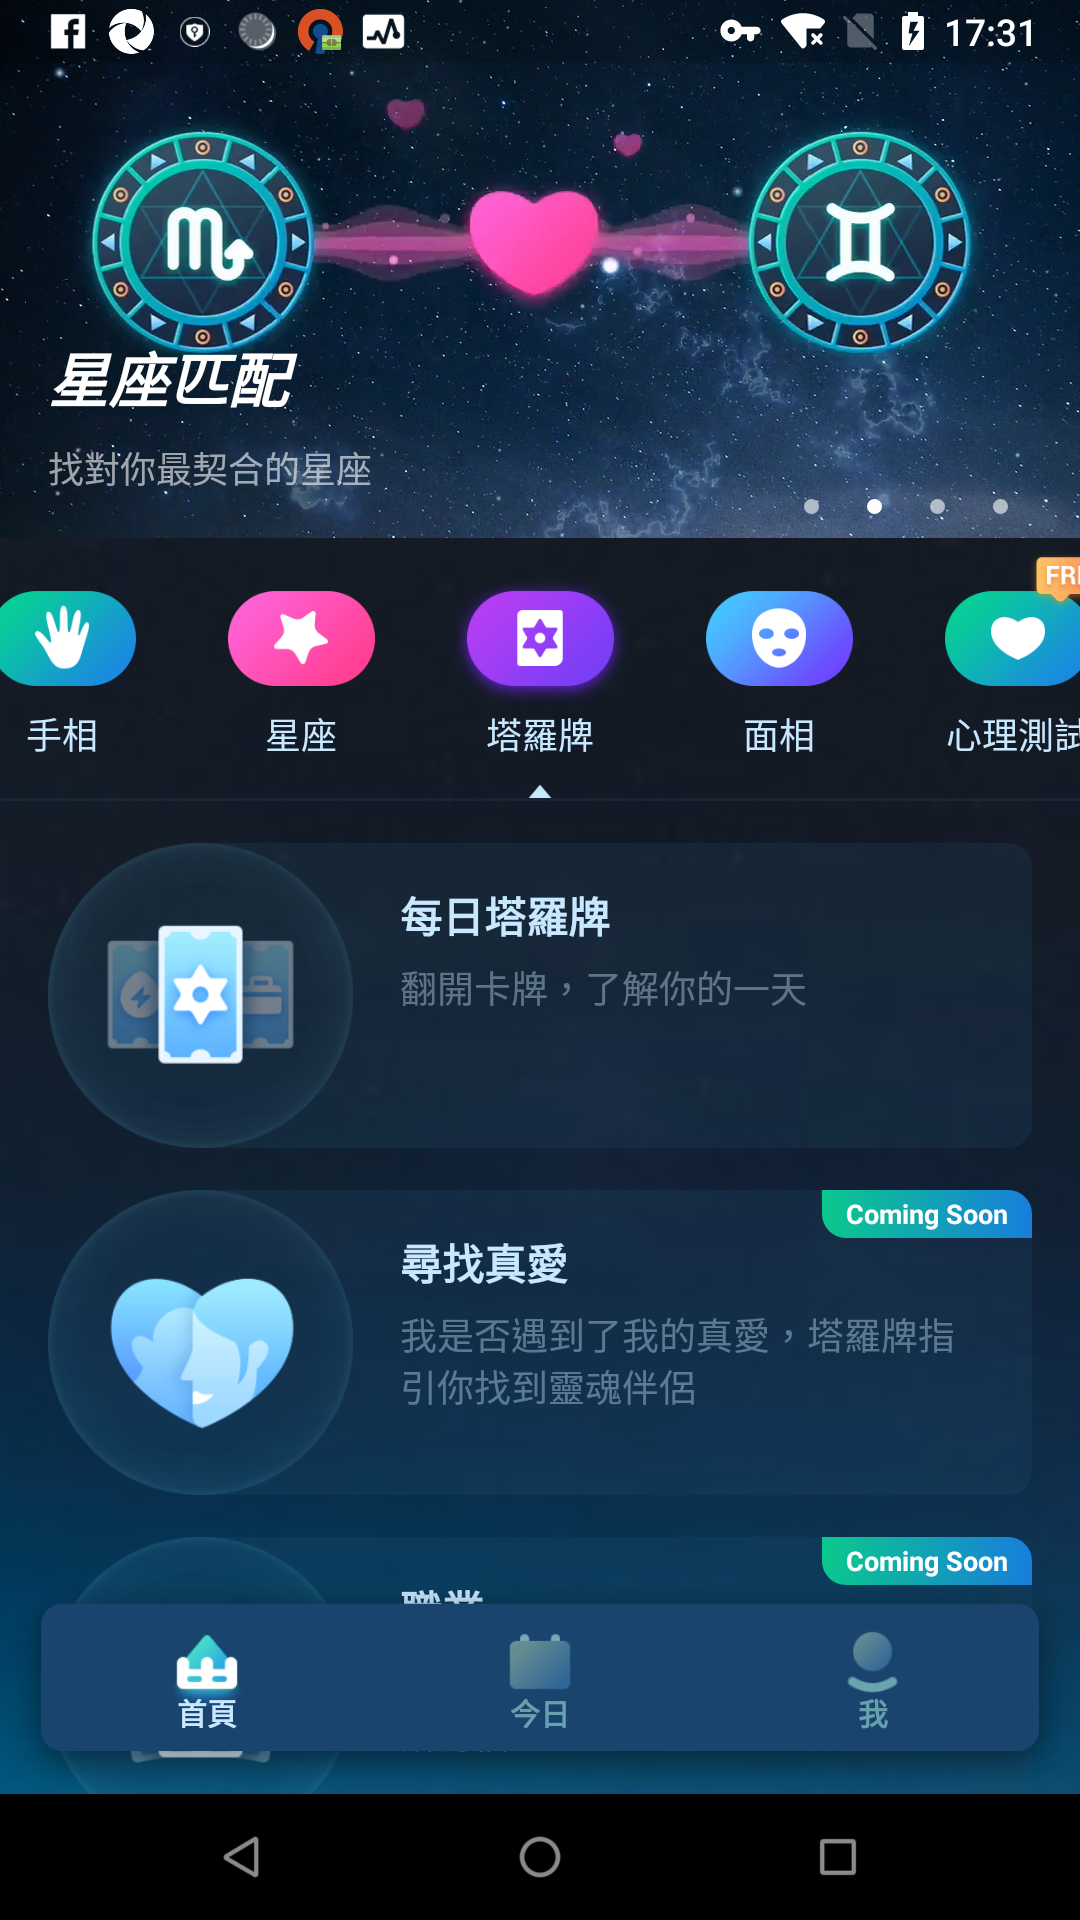 17:31
星座匹配
找對你最契合的星座
手相
星座
塔羅牌
面相
心理測試
每日塔羅牌
翻開卡牌，了解你的一天
Coming Soon
尋找真愛
我是否遇到了我的真愛，塔羅牌指
引你找到靈魂伴侶
Coming Soon
首頁
今日
我